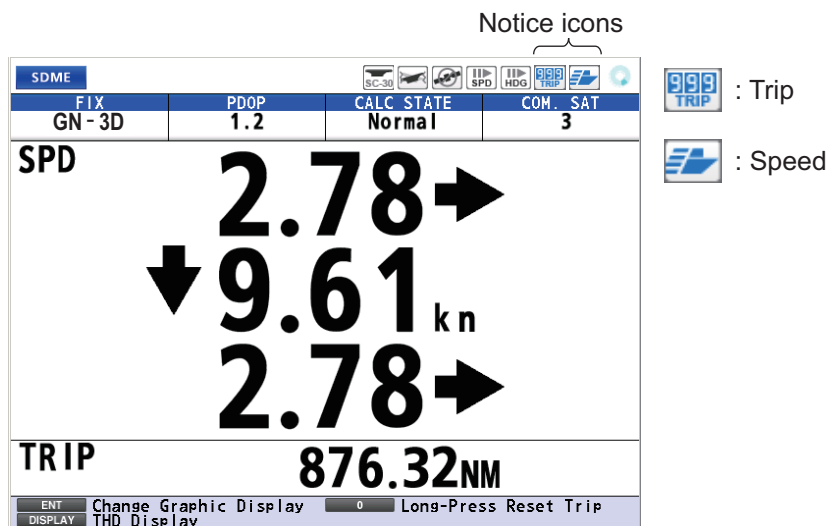 Notice icons
SDME SC-30 SPD HDG 999 TRIP
FIX PDOP CALC STATE COM. SAT
GN-3D 1.2 Normal 3
SPD
2.78
9.61 kn
2.78
TRIP 876.32NM
ENT Change Graphic Display 0 Long-Press Reset Trip
DISPLAY THD Display
999 TRIP : Trip
: Speed